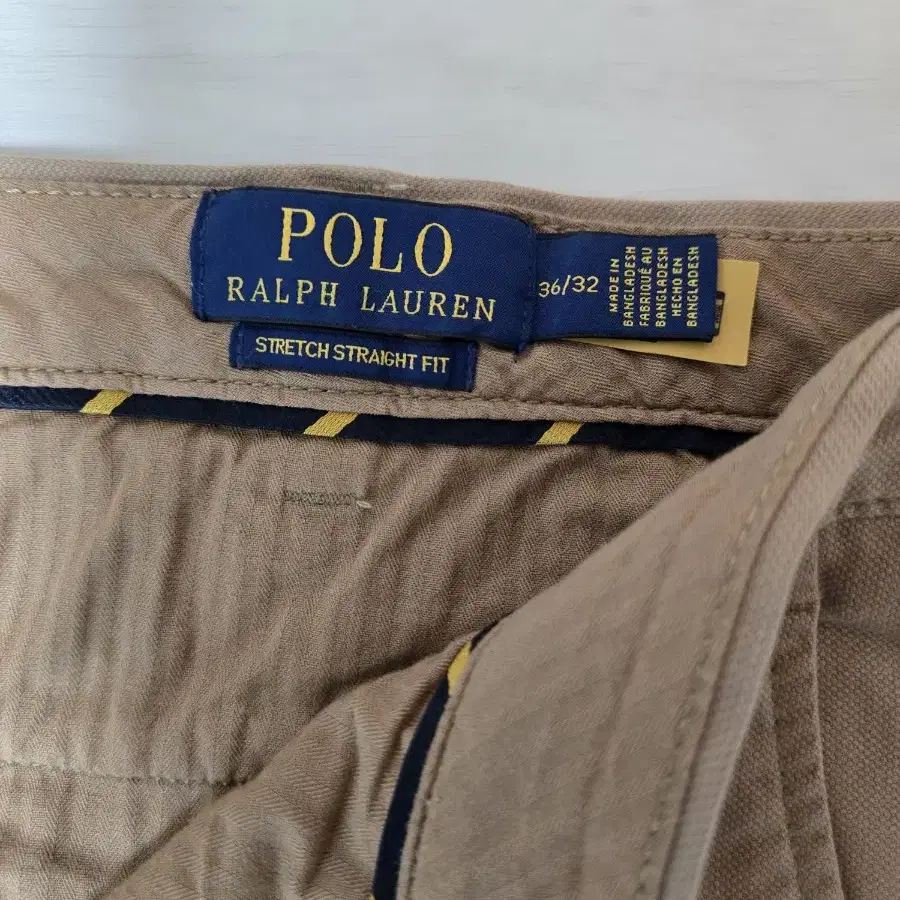 POLO
RALPH LAUREN
STRETCH STRAIGHT FIT
36/32
MADE IN
BANGLADESH
FABRIQUÉ AU
BANGLADESH
HECHO EN
BANGLADESH